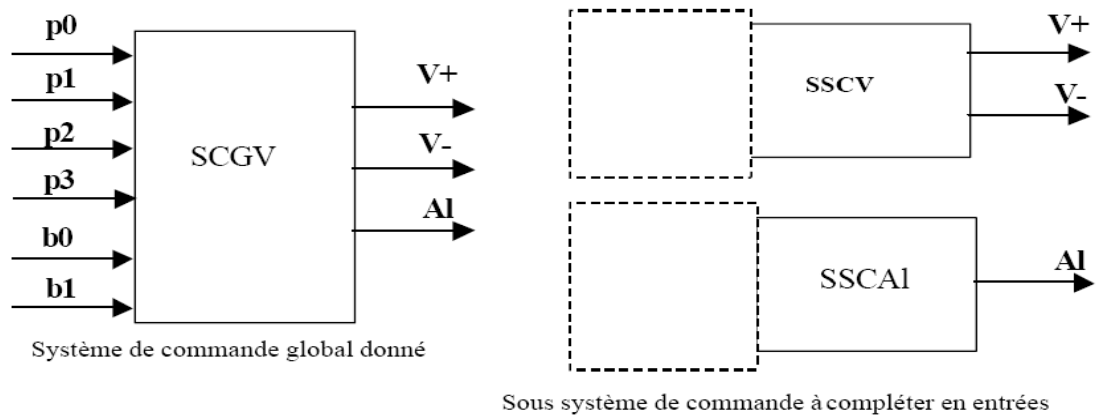 p0
p1
p2
p3
b0
b1
SCGV
V+
V-
Al
Système de commande global donné
SSCV
V+
V-
SSCAl
Al
Sous système de commande à compléter en entrées